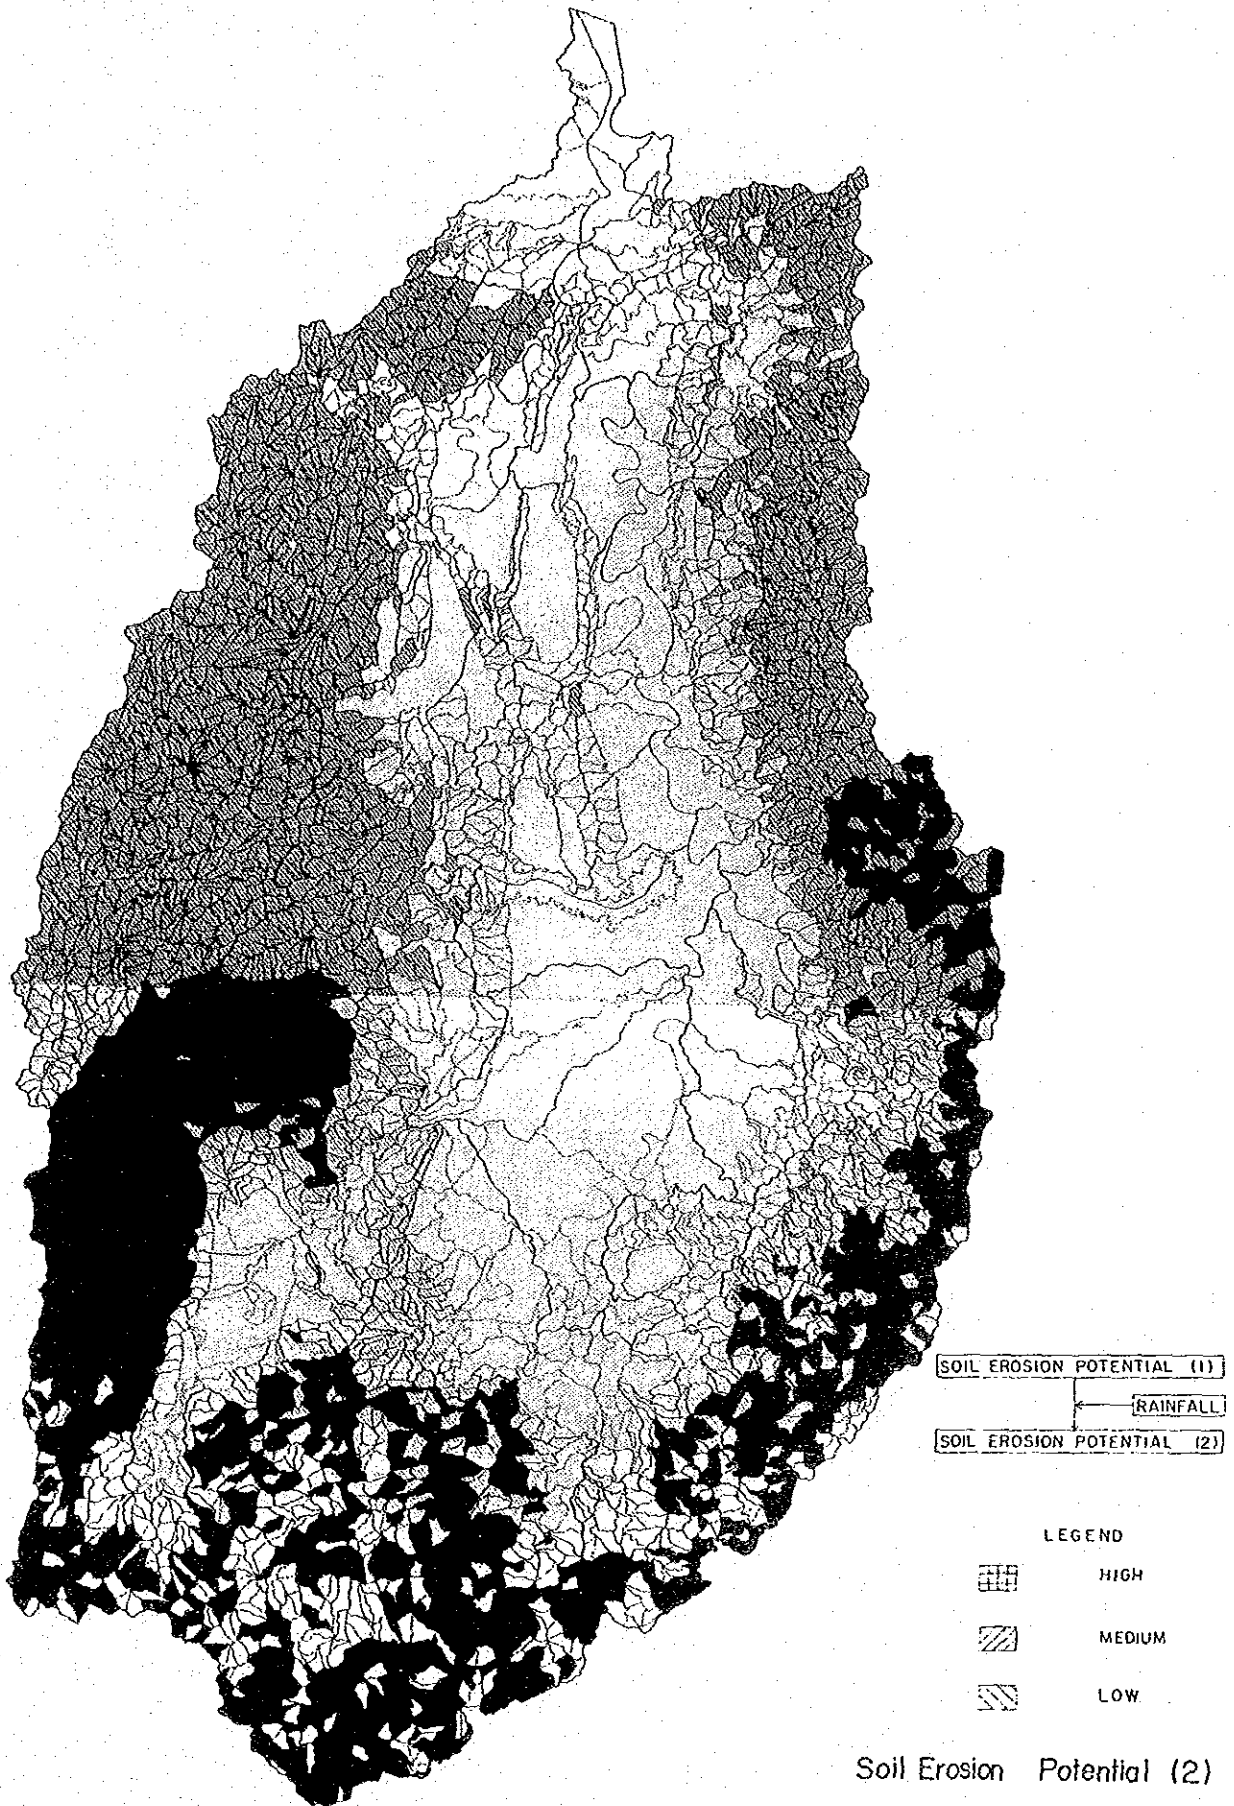 SOIL EROSION POTENTIAL (1)
RAINFALL
SOIL EROSION POTENTIAL (2)
LEGEND
HIGH
MEDIUM
LOW
Soil Erosion Potential (2)